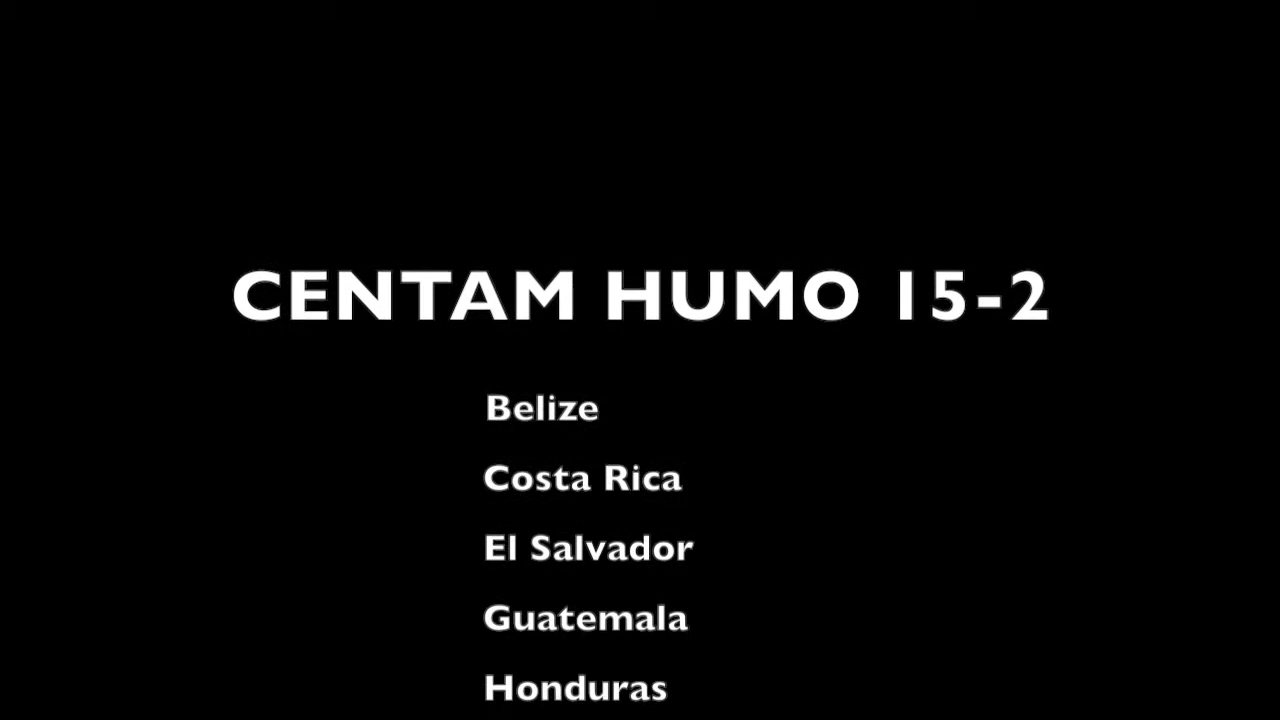 CENTAM HUMO 15-2
Belize
Costa Rica
El Salvador
Guatemala
Honduras